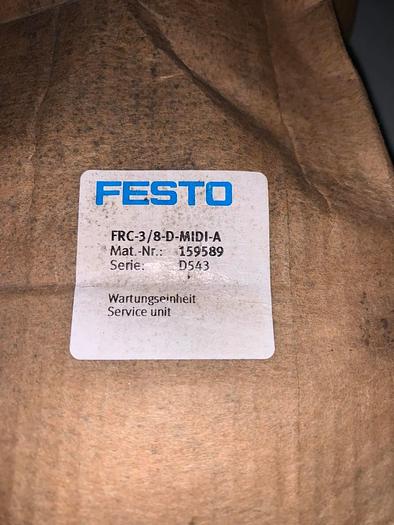 FESTO
FRC-3/8-D-MIDI-A
Mat.-Nr.: 159589
Serie: D543
Wartungseinheit
Service unit